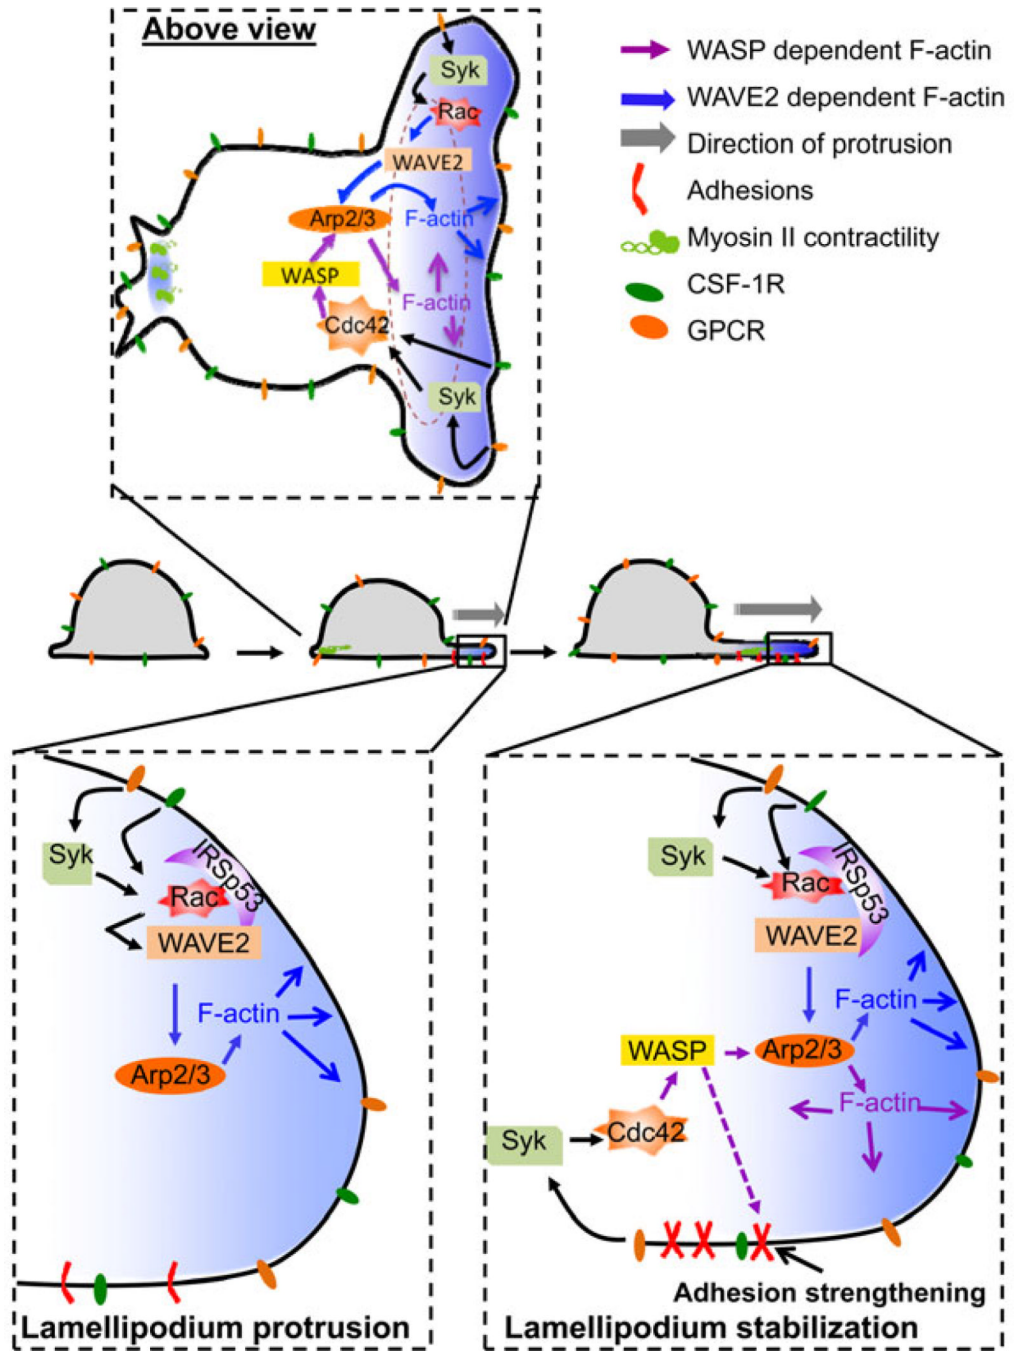 Above view
Syk
Rac
WAVE2
Arp2/3
F-actin
WASP
F-actin
Cdc42
Syk
WASP dependent F-actin
WAVE2 dependent F-actin
Direction of protrusion
Adhesions
Myosin II contractility
CSF-1R
GPCR
Syk
IRSp53
Rac
WAVE2
F-actin
Arp2/3
Lamellipodium protrusion
Syk
IRSp53
Rac
WAVE2
F-actin
WASP
Arp2/3
F-actin
Cdc42
Syk
Adhesion strengthening
Lamellipodium stabilization